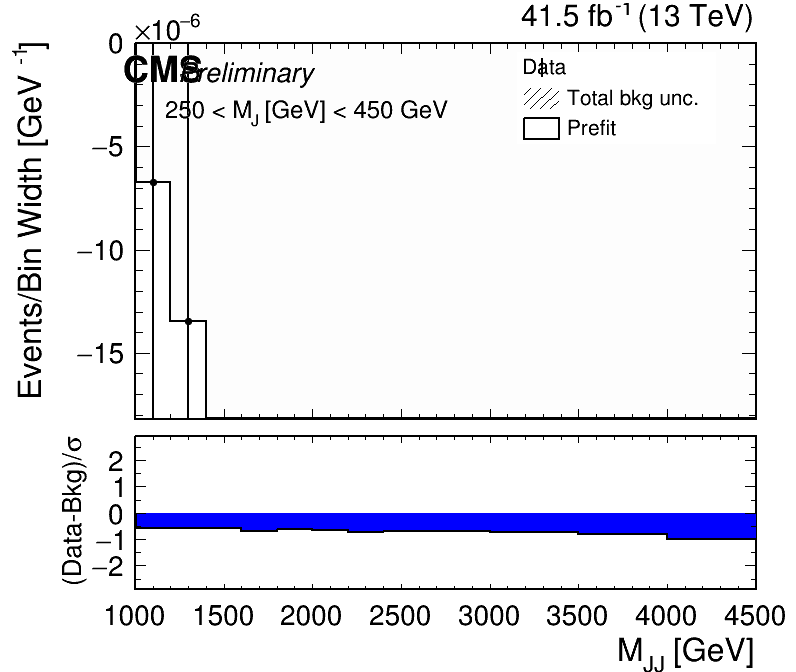 ×10⁻⁶
41.5 fb⁻¹ (13 TeV)
CMS Preliminary
250 < M_J [GeV] < 450 GeV
Data
Total bkg unc.
Prefit
Events/Bin Width [GeV⁻¹]
0
−5
−10
−15
(Data-Bkg)/σ
2
1
0
−1
−2
1000 1500 2000 2500 3000 3500 4000 4500
M_JJ [GeV]